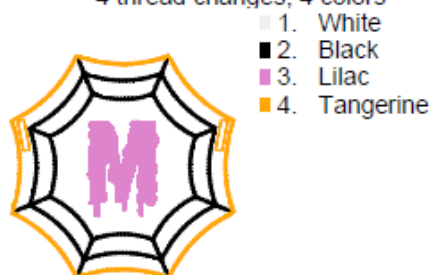 4 thread changes, 4 colors
1. White
2. Black
3. Lilac
4. Tangerine
M